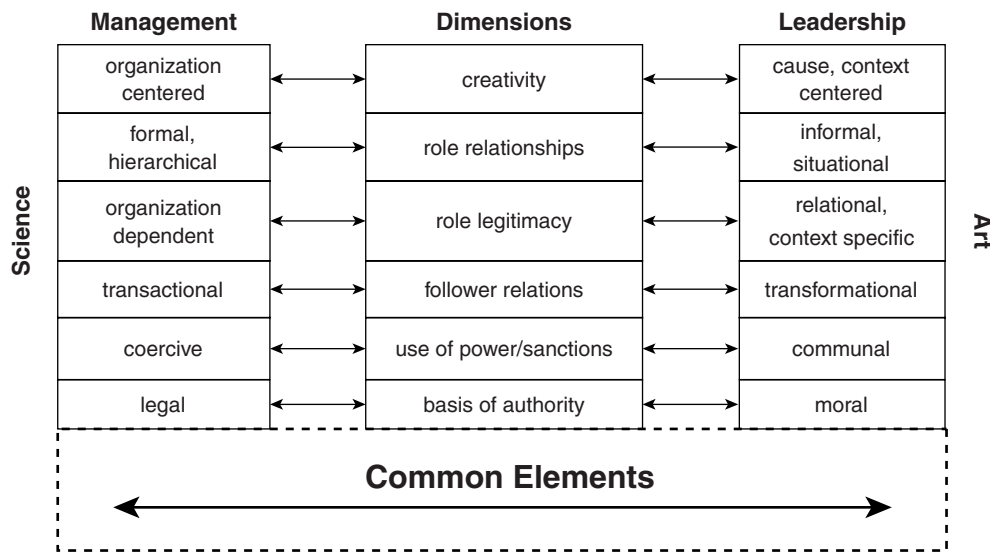 Management
Dimensions
Leadership
organization
centered
creativity
cause, context
centered
formal,
hierarchical
role relationships
informal,
situational
organization
dependent
role legitimacy
relational,
context specific
transactional
follower relations
transformational
coercive
use of power/sanctions
communal
legal
basis of authority
moral
Science
Art
Common Elements